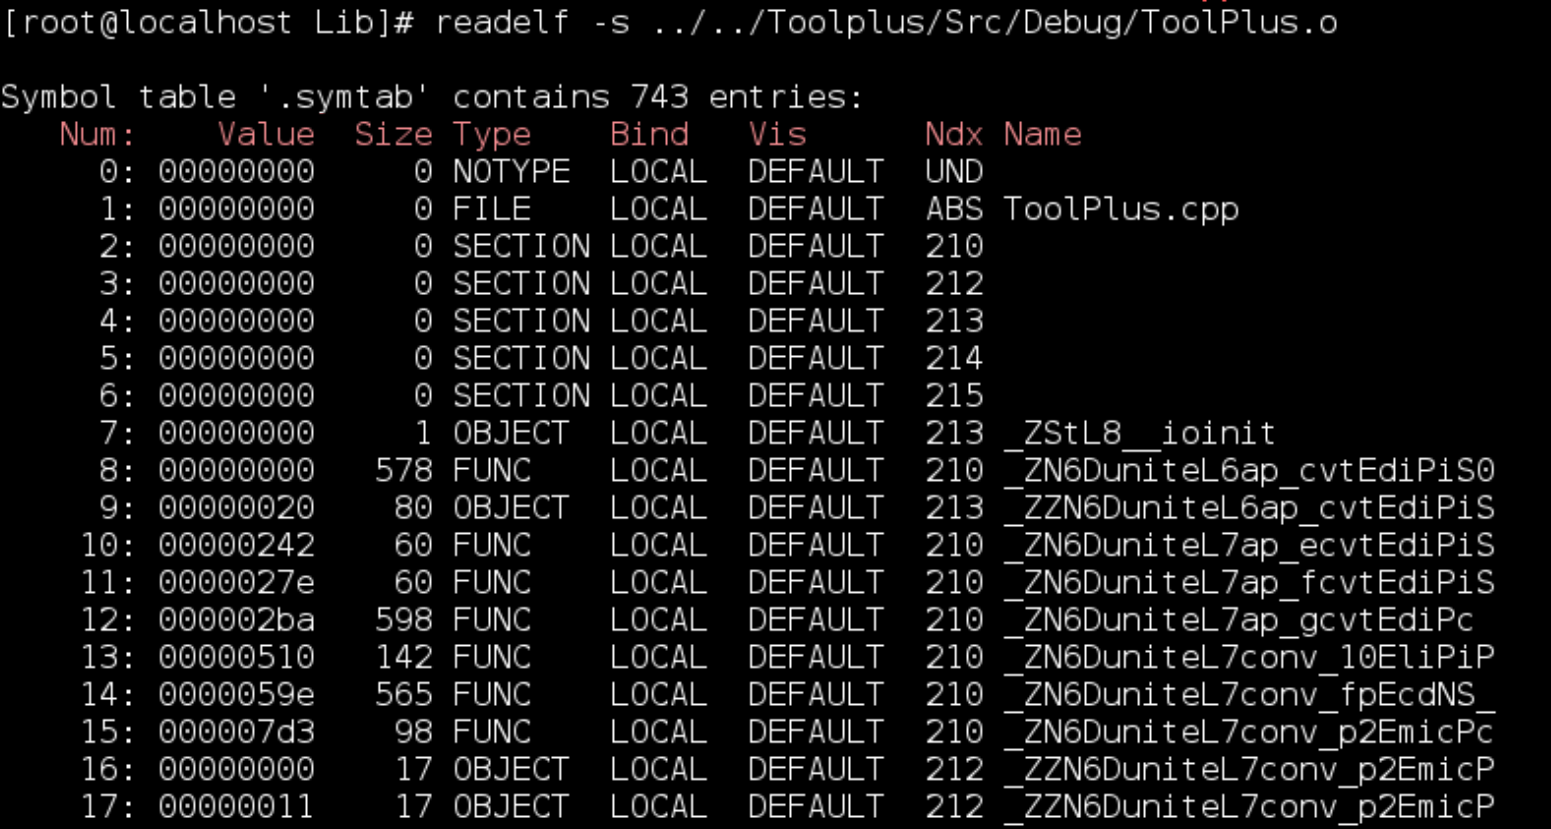 [root@localhost Lib]# readelf -s ../../Toolplus/Src/Debug/ToolPlus.o
Symbol table '.symtab' contains 743 entries:
   Num:    Value  Size Type    Bind   Vis      Ndx Name
     0: 00000000     0 NOTYPE  LOCAL  DEFAULT  UND
     1: 00000000     0 FILE    LOCAL  DEFAULT  ABS ToolPlus.cpp
     2: 00000000     0 SECTION LOCAL  DEFAULT  210
     3: 00000000     0 SECTION LOCAL  DEFAULT  212
     4: 00000000     0 SECTION LOCAL  DEFAULT  213
     5: 00000000     0 SECTION LOCAL  DEFAULT  214
     6: 00000000     0 SECTION LOCAL  DEFAULT  215
     7: 00000000     1 OBJECT  LOCAL  DEFAULT  213 _ZStL8__ioinit
     8: 00000000   578 FUNC    LOCAL  DEFAULT  210 _ZN6DuniteL6ap_cvtEdiPiS0
     9: 00000020    80 OBJECT  LOCAL  DEFAULT  213 _ZZN6DuniteL6ap_cvtEdiPiS
    10: 00000242    60 FUNC    LOCAL  DEFAULT  210 _ZN6DuniteL7ap_ecvtEdiPiS
    11: 0000027e    60 FUNC    LOCAL  DEFAULT  210 _ZN6DuniteL7ap_fcvtEdiPiS
    12: 000002ba   598 FUNC    LOCAL  DEFAULT  210 _ZN6DuniteL7ap_gcvtEdiPc
    13: 00000510   142 FUNC    LOCAL  DEFAULT  210 _ZN6DuniteL7conv_10EliPiP
    14: 0000059e   565 FUNC    LOCAL  DEFAULT  210 _ZN6DuniteL7conv_fpEcdNS_
    15: 000007d3    98 FUNC    LOCAL  DEFAULT  210 _ZN6DuniteL7conv_p2EmicPc
    16: 00000000    17 OBJECT  LOCAL  DEFAULT  212 _ZZN6DuniteL7conv_p2EmicP
    17: 00000011    17 OBJECT  LOCAL  DEFAULT  212 _ZZN6DuniteL7conv_p2EmicP